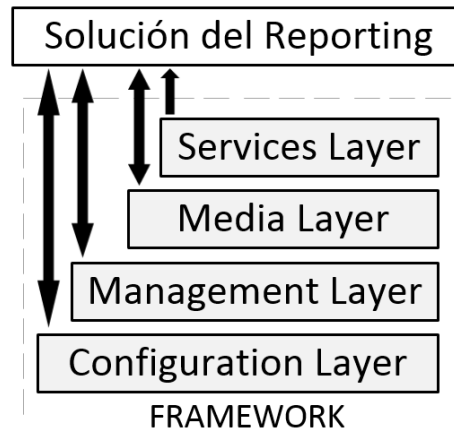 Solución del Reporting
Services Layer
Media Layer
Management Layer
Configuration Layer
FRAMEWORK